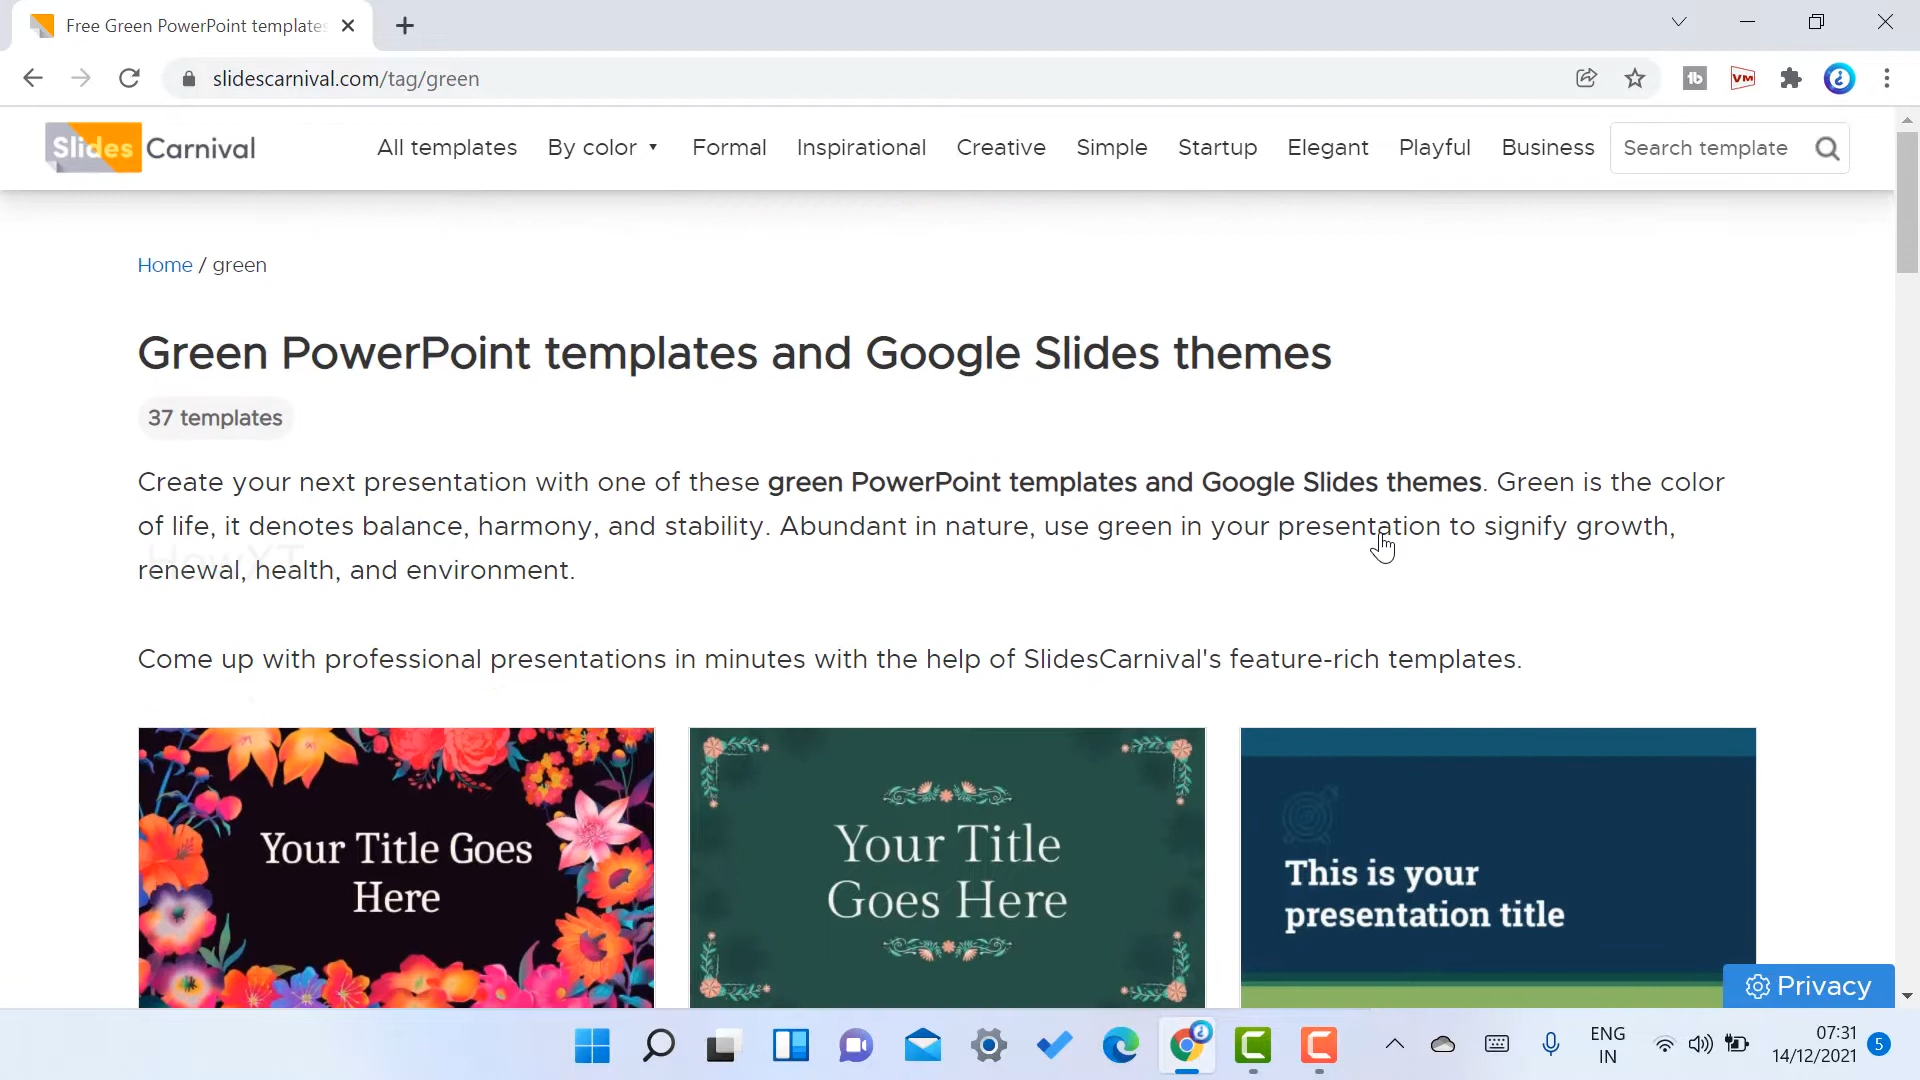 Free Green PowerPoint templates
slidescarnival.com/tag/green
Slides Carnival
All templates
By color
Formal
Inspirational
Creative
Simple
Startup
Elegant
Playful
Business
Search template
Home / green
Green PowerPoint templates and Google Slides themes
37 templates
Create your next presentation with one of these green PowerPoint templates and Google Slides themes. Green is the color
of life, it denotes balance, harmony, and stability. Abundant in nature, use green in your presentation to signify growth,
renewal, health, and environment.
HowXT
Come up with professional presentations in minutes with the help of SlidesCarnival's feature-rich templates.
Your Title Goes
Here
Your Title
Goes Here
This is your
presentation title
Privacy
ENG
IN
07:31
14/12/2021
5
tb
VM